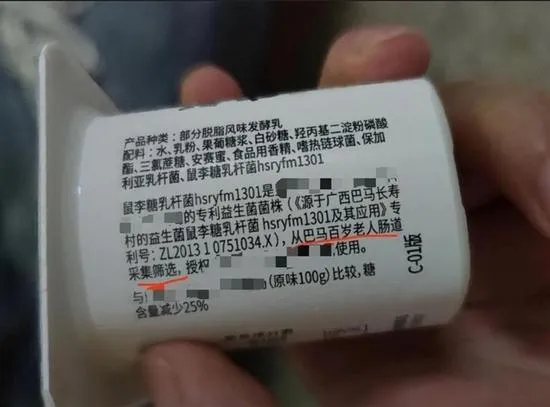 产品种类：部分脱脂风味发酵乳
配料：水、乳粉、果葡糖浆、白砂糖、羟丙基二淀粉磷酸
酯、三氯蔗糖、安赛蜜、食品用香精、嗜热链球菌、保加
利亚乳杆菌、鼠李糖乳杆菌hsryfm1301
鼠李糖乳杆菌hsryfm1301是
的专利益生菌菌株（《源于广西巴马长寿
村的益生菌鼠李糖乳杆菌hsryfm1301及其应用》专
利号：ZL2013 1 0751034.X），从巴马百岁老人肠道
采集筛选，授权 使用。
与 （原味100g）比较，糖
含量减少25%
C-01版